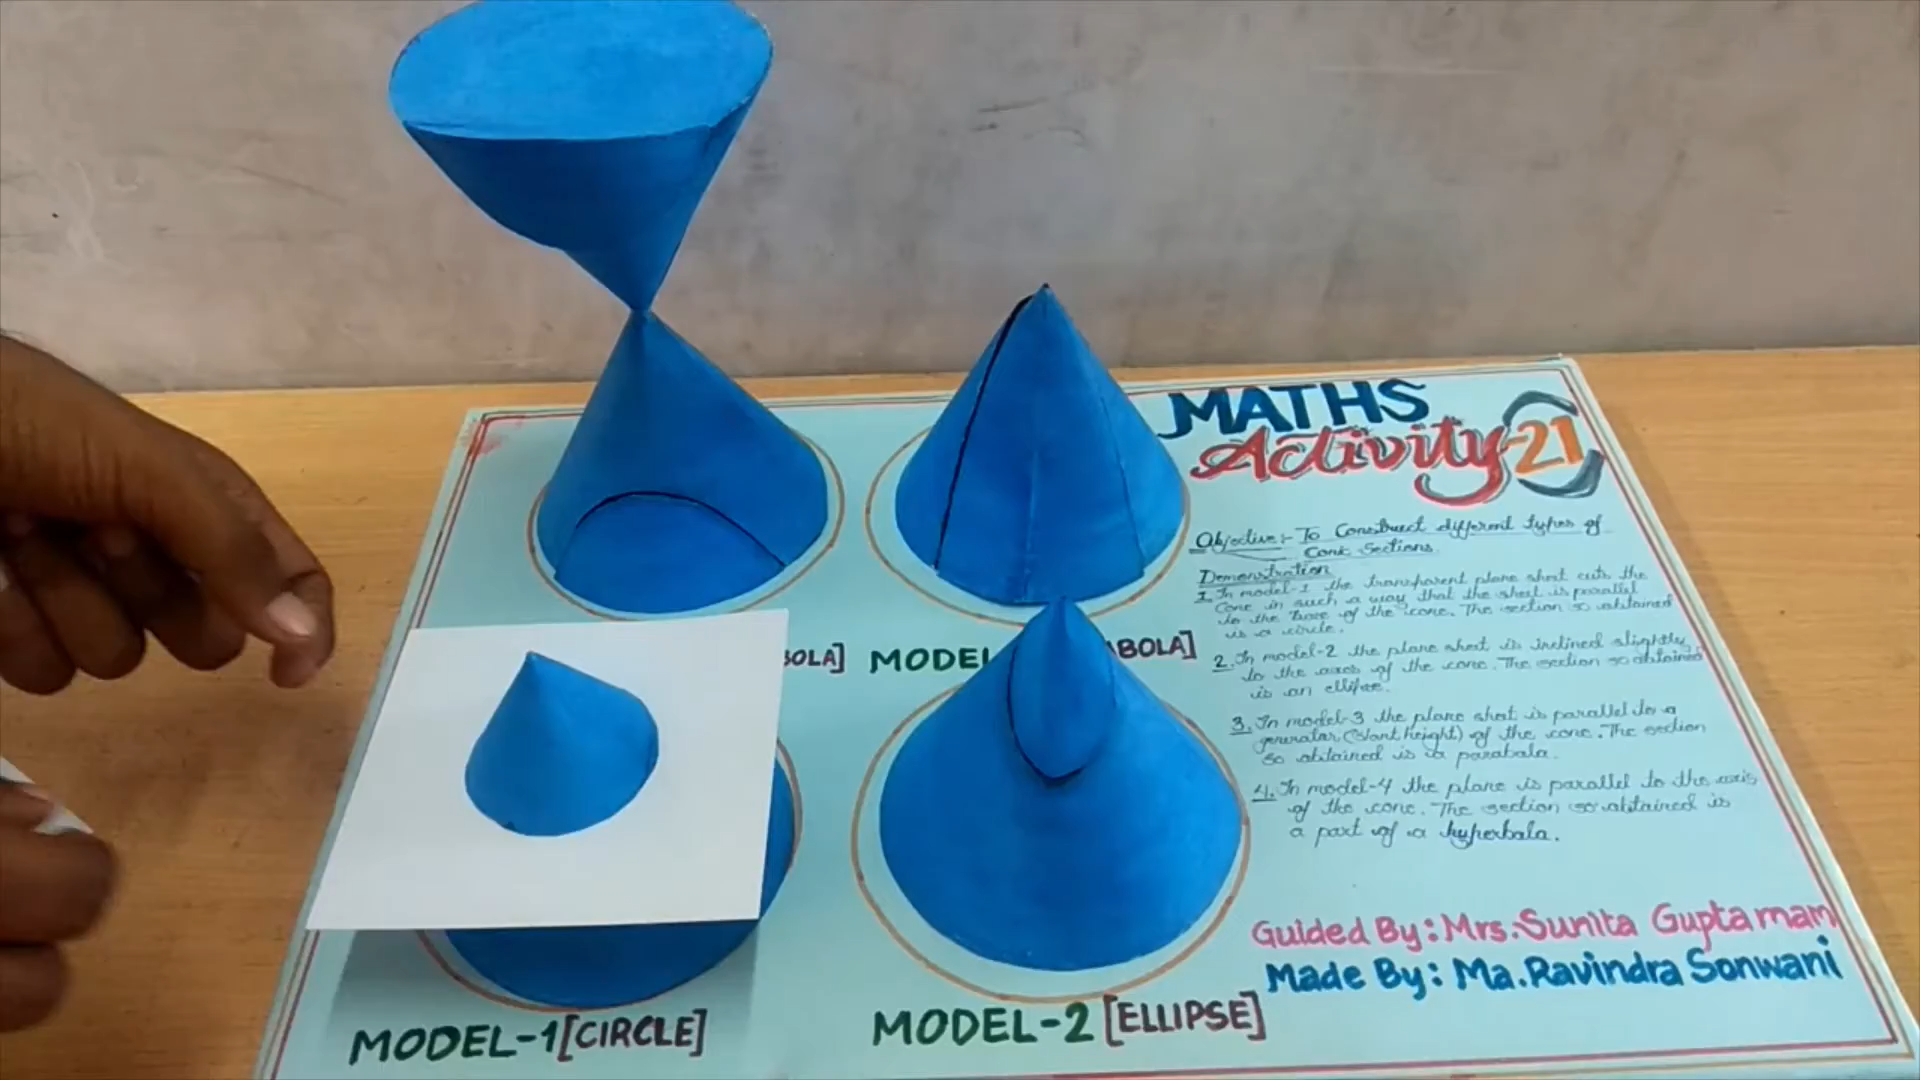 MATHS
Activity-21
Objective:- To Construct different types of
Conic Sections.
Demonstration
1. In model-1 the transparent plane sheet cuts the
cone in such a way that the sheet is parallel
to the base of the cone. The section so obtained
is a circle.
2. In model-2 the plane sheet is inclined slightly
to the axis of the cone. The section so obtained
is an ellipse.
3. In model-3 the plane sheet is parallel to a
generator (slant height) of the cone. The section
so obtained is a parabala.
4. In model-4 the plane is parallel to the axis
of the cone. The section so obtained is
a part of a hyperbala.
BOLA]
MODEL
ABOLA]
Guided By: Mrs. Sunita Gupta mam
Made By: Ma. Ravindra Sonwani
MODEL-1 [CIRCLE]
MODEL-2 [ELLIPSE]